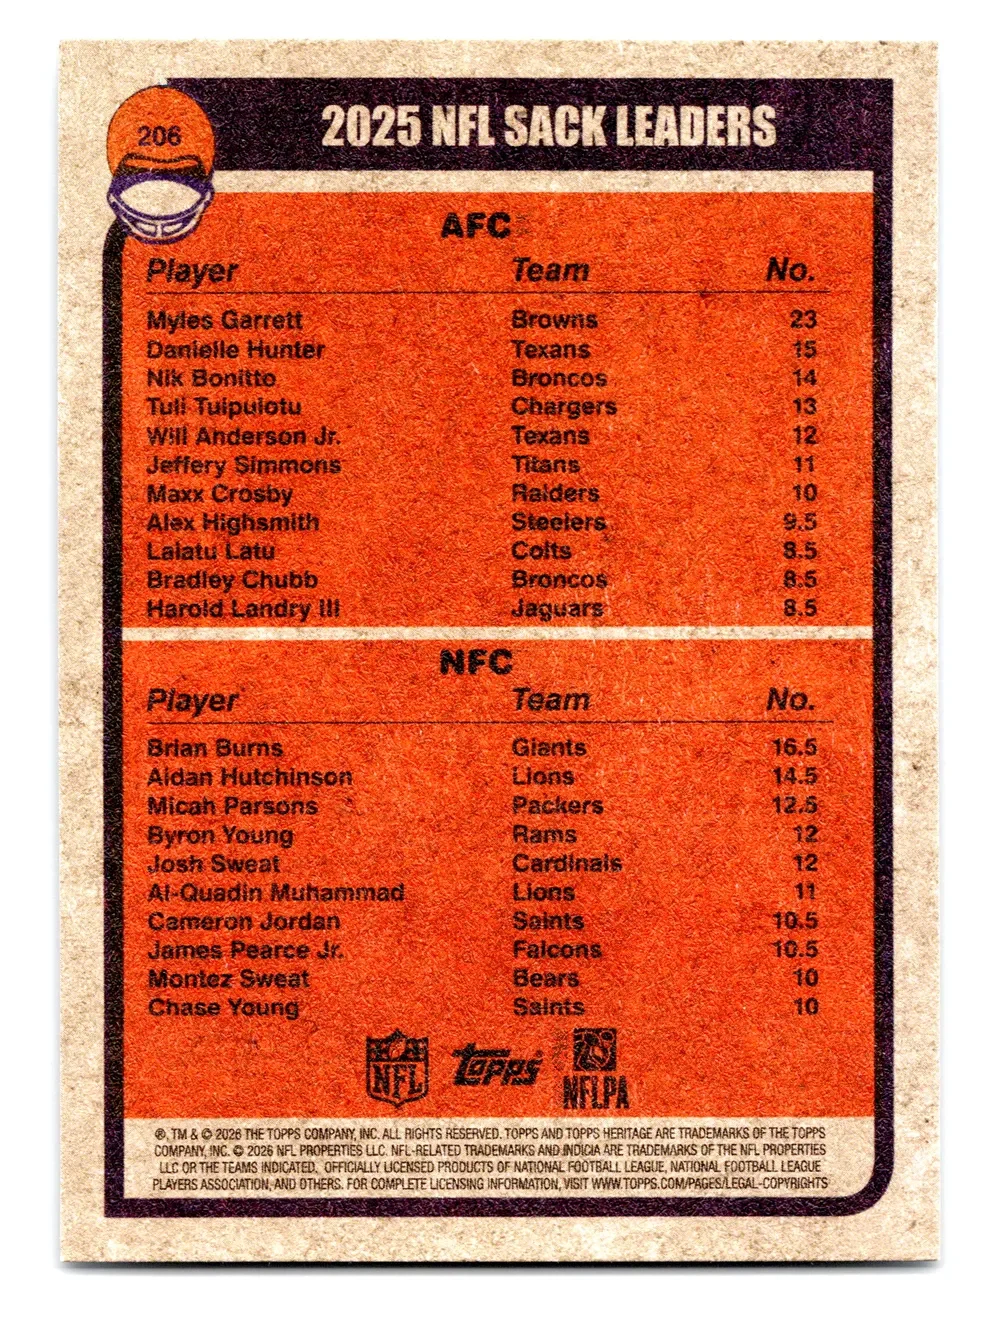 206
2025 NFL SACK LEADERS
AFC
Player Team No.
Myles Garrett Browns 23
Danielle Hunter Texans 15
Nik Bonitto Broncos 14
Tuli Tuipulotu Chargers 13
Will Anderson Jr. Texans 12
Jeffery Simmons Titans 11
Maxx Crosby Raiders 10
Alex Highsmith Steelers 9.5
Laiatu Latu Colts 8.5
Bradley Chubb Broncos 8.5
Harold Landry III Jaguars 8.5
NFC
Player Team No.
Brian Burns Giants 16.5
Aidan Hutchinson Lions 14.5
Micah Parsons Packers 12.5
Byron Young Rams 12
Josh Sweat Cardinals 12
Al-Quadin Muhammad Lions 11
Cameron Jordan Saints 10.5
James Pearce Jr. Falcons 10.5
Montez Sweat Bears 10
Chase Young Saints 10
NFL Topps NFLPA
®, TM & © 2026 THE TOPPS COMPANY, INC. ALL RIGHTS RESERVED. TOPPS AND TOPPS HERITAGE ARE TRADEMARKS OF THE TOPPS
COMPANY, INC. © 2026 NFL PROPERTIES LLC. NFL-RELATED TRADEMARKS AND INDICIA ARE TRADEMARKS OF THE NFL PROPERTIES
LLC OR THE TEAMS INDICATED. OFFICIALLY LICENSED PRODUCTS OF NATIONAL FOOTBALL LEAGUE, NATIONAL FOOTBALL LEAGUE
PLAYERS ASSOCIATION, AND OTHERS. FOR COMPLETE LICENSING INFORMATION, VISIT WWW.TOPPS.COM/PAGES/LEGAL-COPYRIGHTS